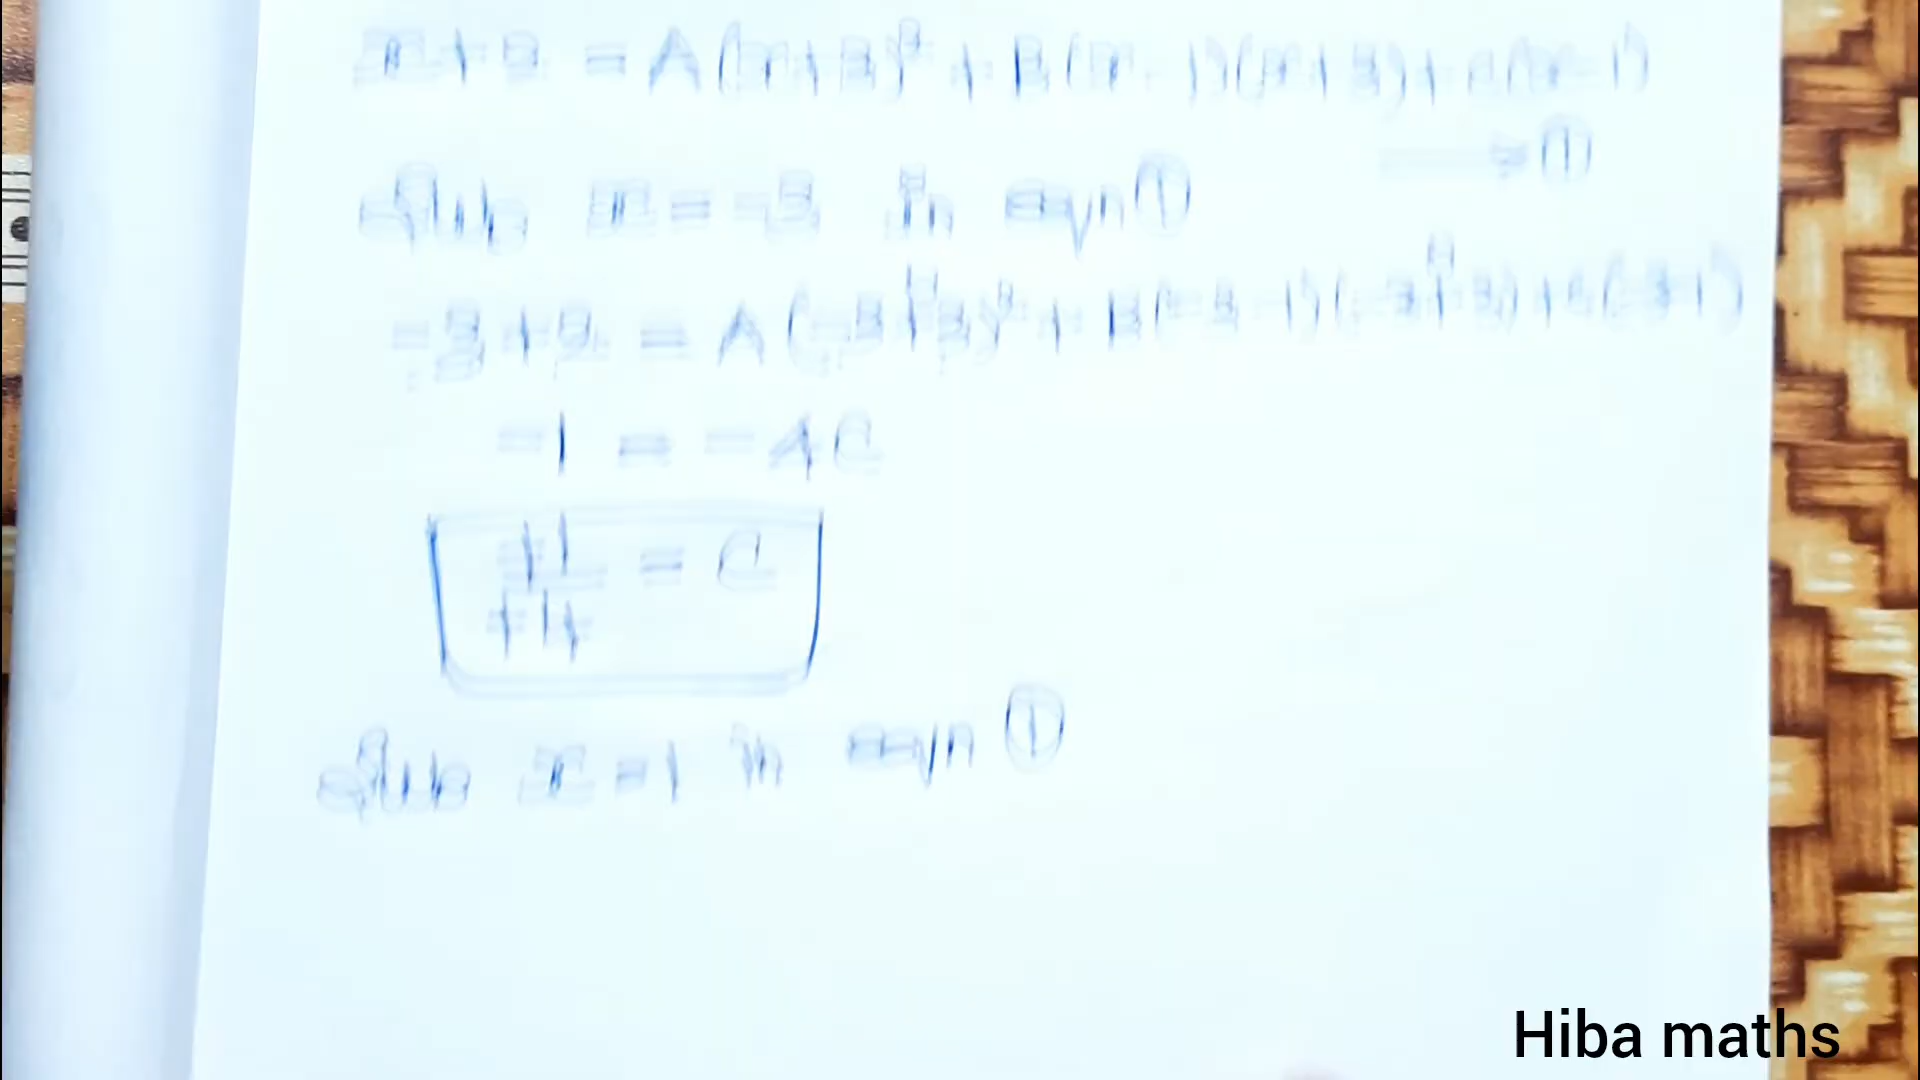 x+2 = A(x+3)² + B(x-1)(x+3) + C(x-1)
→ ①
Sub x = -3 in eqn ①
-3+2 = A(-3+3)² + B(-3-1)(-3+3) + C(-3-1)
-1 = -4C
+1/+4 = C
Sub x = 1 in eqn ①
Hiba maths